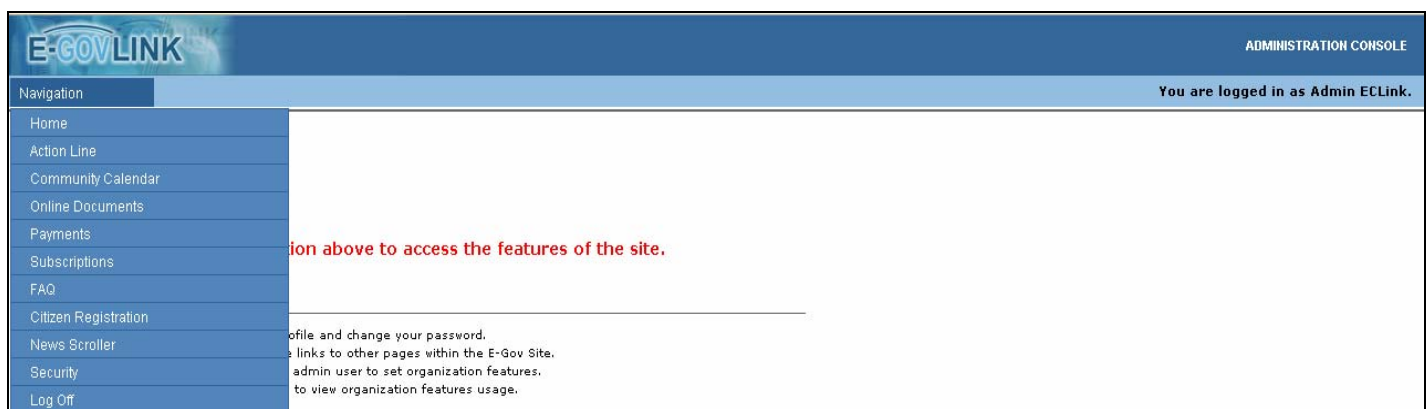 E-GOVLINK
ADMINISTRATION CONSOLE
Navigation
You are logged in as Admin ECLink.
Home
Action Line
Community Calendar
Online Documents
Payments
ion above to access the features of the site.
Subscriptions
FAQ
Citizen Registration
ofile and change your password.
News Scroller
links to other pages within the E-Gov Site.
Security
admin user to set organization features.
to view organization features usage.
Log Off